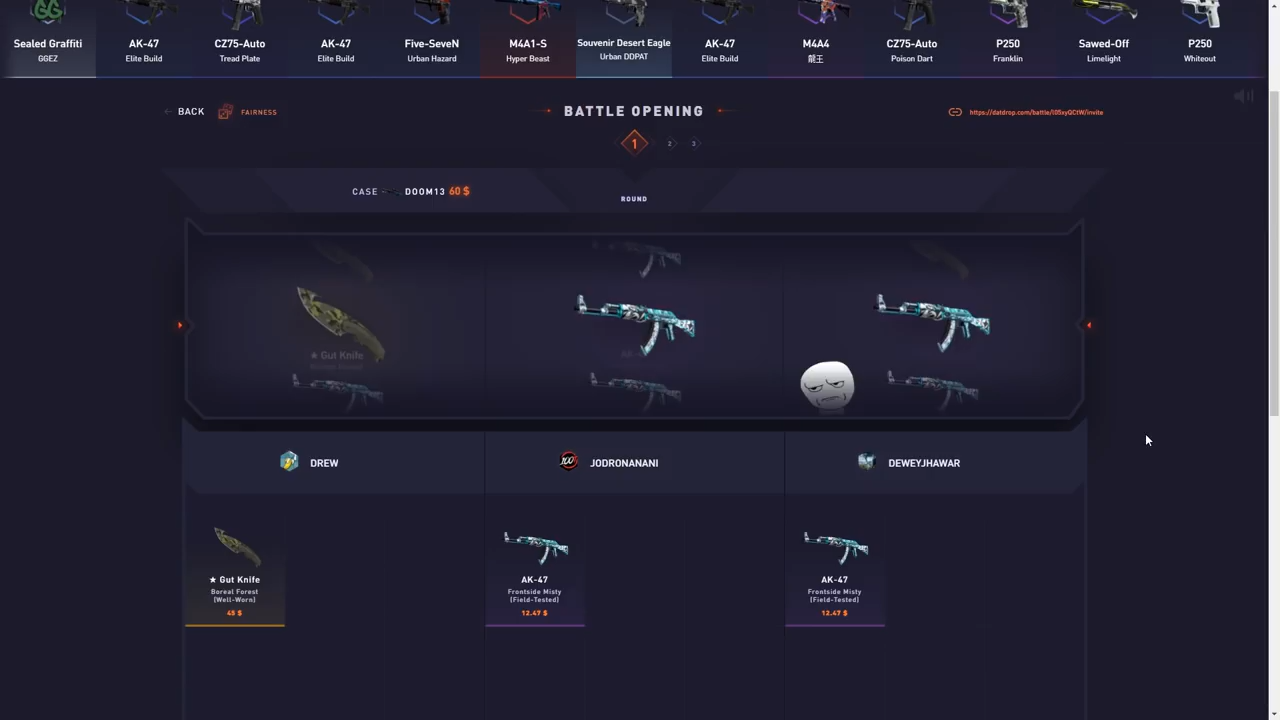 Sealed Graffiti
GGEZ
AK-47
Elite Build
CZ75-Auto
Tread Plate
AK-47
Elite Build
Five-SeveN
Urban Hazard
M4A1-S
Hyper Beast
Souvenir Desert Eagle
Urban DDPAT
AK-47
Elite Build
M4A4
龍王
CZ75-Auto
Poison Dart
P250
Franklin
Sawed-Off
Limelight
P250
Whiteout
BACK
FAIRNESS
BATTLE OPENING
1 2 3
CASE DOOM13 60 $
ROUND
★ Gut Knife
DREW
JODRONANANI
DEWEYJHAWAR
★ Gut Knife
Boreal Forest
(Well-Worn)
45 $
AK-47
Frontside Misty
(Field-Tested)
12.47 $
AK-47
Frontside Misty
(Field-Tested)
12.47 $